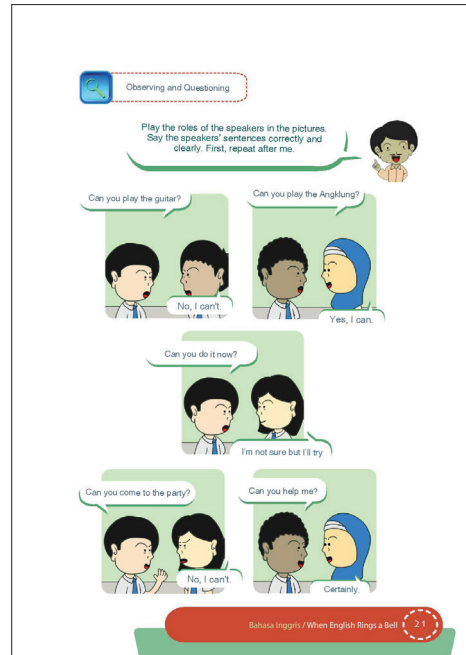 Observing and Questioning
Play the roles of the speakers in the pictures.
Say the speakers' sentences correctly and
clearly. First, repeat after me.
Can you play the guitar?
No, I can't.
Can you play the Angklung?
Yes, I can.
Can you do it now?
I'm not sure but I'll try
Can you come to the party?
No, I can't.
Can you help me?
Certainly.
Bahasa Inggris / When English Rings a Bell
21